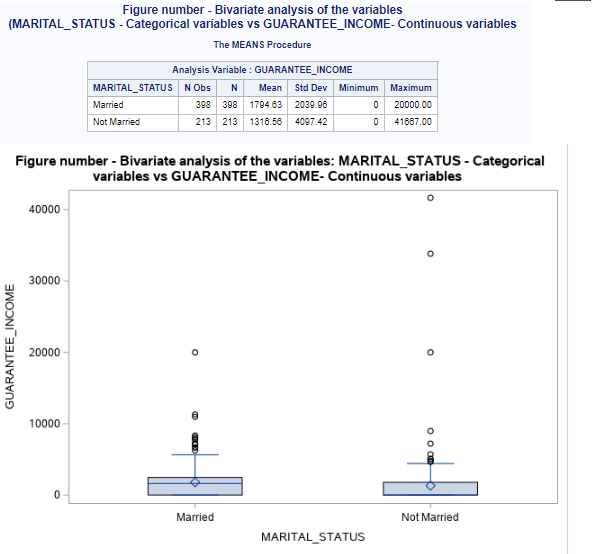 Figure number - Bivariate analysis of the variables
(MARITAL_STATUS - Categorical variables vs GUARANTEE_INCOME- Continuous variables
The MEANS Procedure
Analysis Variable : GUARANTEE_INCOME
MARITAL_STATUS N Obs N Mean Std Dev Minimum Maximum
Married 398 398 1794.63 2039.96 0 20000.00
Not Married 213 213 1316.56 4097.42 0 41667.00
Figure number - Bivariate analysis of the variables: MARITAL_STATUS - Categorical
variables vs GUARANTEE_INCOME- Continuous variables
40000
30000
20000
10000
0
GUARANTEE_INCOME
Married Not Married
MARITAL_STATUS